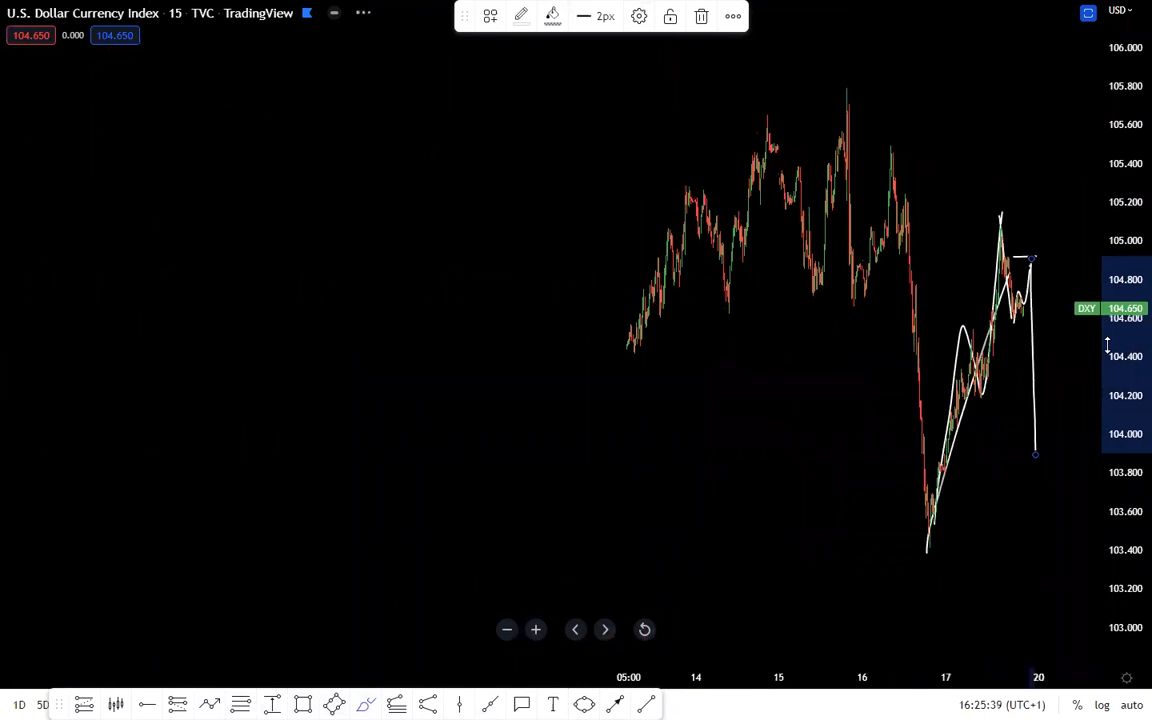 U.S. Dollar Currency Index · 15 · TVC · TradingView
USD
2px
104.650 0.000 104.650
106.000
105.800
105.600
105.400
105.200
105.000
104.800
DXY 104.650
104.600
104.400
104.200
104.000
103.800
103.600
103.400
103.200
103.000
05:00 14 15 16 17 20
1D 5D
16:25:39 (UTC+1) % log auto